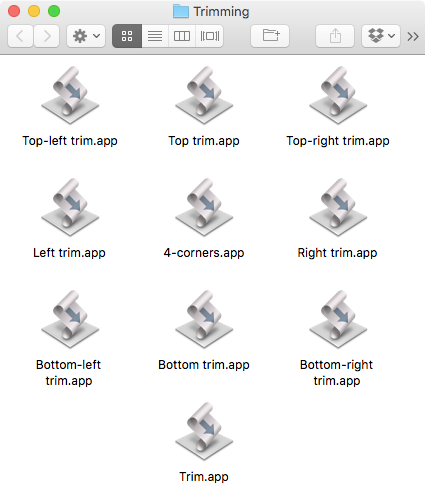 Trimming
Top-left trim.app
Top trim.app
Top-right trim.app
Left trim.app
4-corners.app
Right trim.app
Bottom-left
trim.app
Bottom trim.app
Bottom-right
trim.app
Trim.app